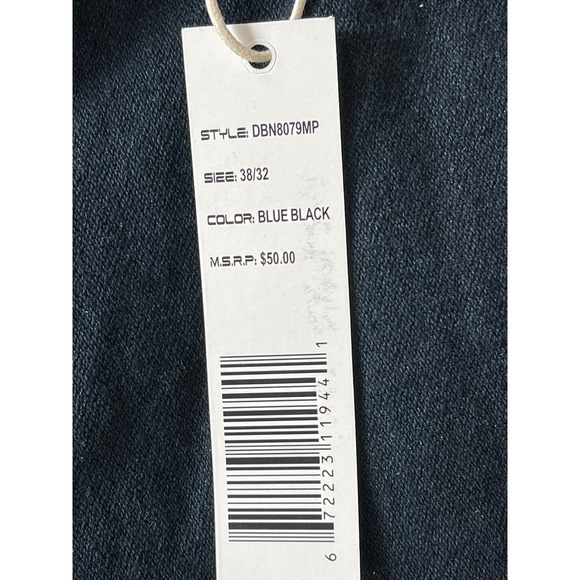 STYLE: DBN8079MP
SIZE: 38/32
COLOR: BLUE BLACK
M.S.R.P: $50.00
6 72223 11944 1